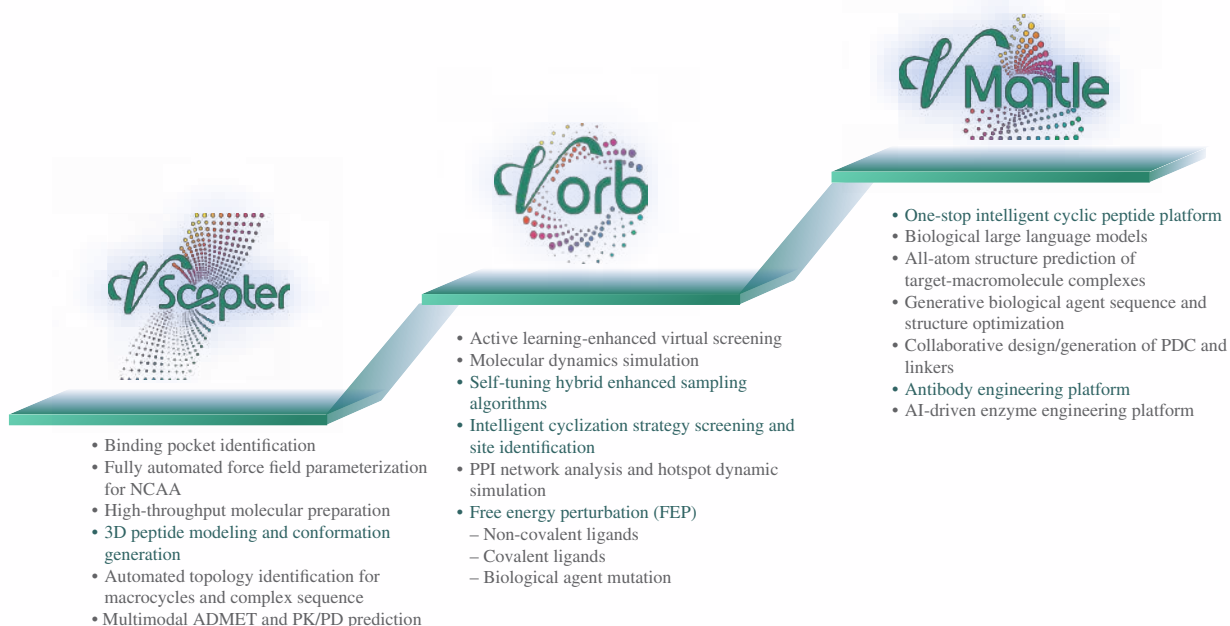 V Scepter
• Binding pocket identification
• Fully automated force field parameterization
for NCAA
• High-throughput molecular preparation
• 3D peptide modeling and conformation
generation
• Automated topology identification for
macrocycles and complex sequence
• Multimodal ADMET and PK/PD prediction
V orb
• Active learning-enhanced virtual screening
• Molecular dynamics simulation
• Self-tuning hybrid enhanced sampling
algorithms
• Intelligent cyclization strategy screening and
site identification
• PPI network analysis and hotspot dynamic
simulation
• Free energy perturbation (FEP)
– Non-covalent ligands
– Covalent ligands
– Biological agent mutation
V Mantle
• One-stop intelligent cyclic peptide platform
• Biological large language models
• All-atom structure prediction of
target-macromolecule complexes
• Generative biological agent sequence and
structure optimization
• Collaborative design/generation of PDC and
linkers
• Antibody engineering platform
• AI-driven enzyme engineering platform